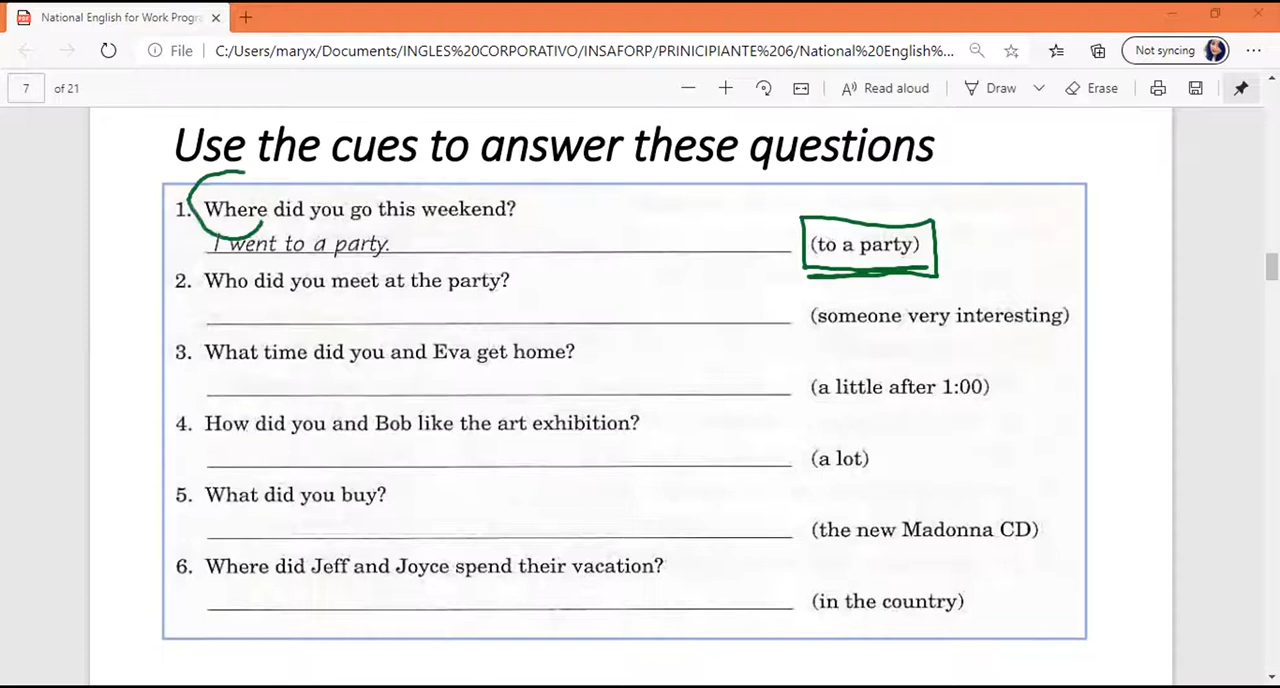 National English for Work Progra
File C:/Users/maryx/Documents/INGLES%20CORPORATIVO/INSAFORP/PRINICIPIANTE%206/National%20English%... Not syncing
7 of 21 Read aloud Draw Erase
Use the cues to answer these questions
1. Where did you go this weekend?
I went to a party. (to a party)
2. Who did you meet at the party?
(someone very interesting)
3. What time did you and Eva get home?
(a little after 1:00)
4. How did you and Bob like the art exhibition?
(a lot)
5. What did you buy?
(the new Madonna CD)
6. Where did Jeff and Joyce spend their vacation?
(in the country)